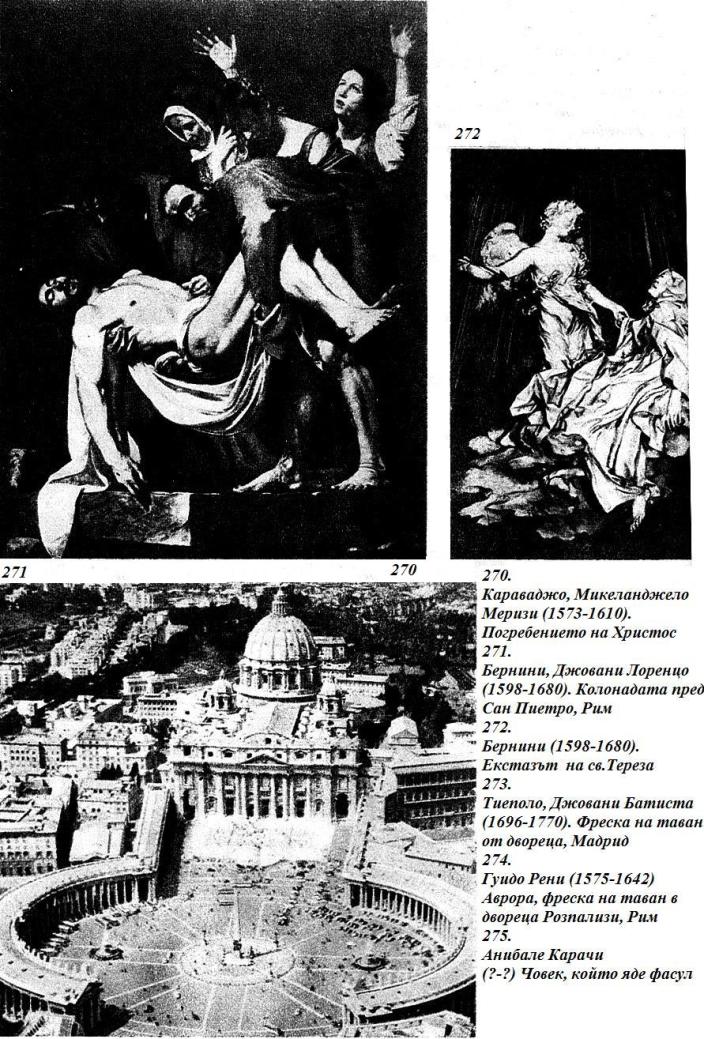 272
271
270
270.
Караваджо, Микеланджело
Меризи (1573-1610).
Погребението на Христос
271.
Бернини, Джовани Лоренцо
(1598-1680). Колонадата пред
Сан Пиетро, Рим
272.
Бернини (1598-1680).
Екстазът на св.Тереза
273.
Тиеполо, Джовани Батиста
(1696-1770). Фреска на таван
от двореца, Мадрид
274.
Гуидо Рени (1575-1642)
Аврора, фреска на таван в
двореца Розпализи, Рим
275.
Анибале Карачи
(?-?) Човек, който яде фасул